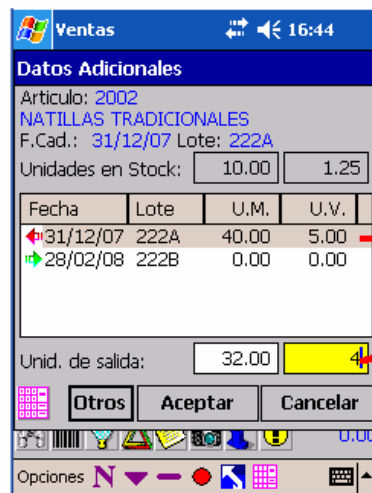 Ventas 16:44
Datos Adicionales
Articulo: 2002
NATILLAS TRADICIONALES
F.Cad.: 31/12/07 Lote: 222A
Unidades en Stock: 10.00 1.25
Fecha Lote U.M. U.V.
31/12/07 222A 40.00 5.00
28/02/08 222B 0.00 0.00
Unid. de salida: 32.00 4
Otros Aceptar Cancelar
0.00
Opciones N